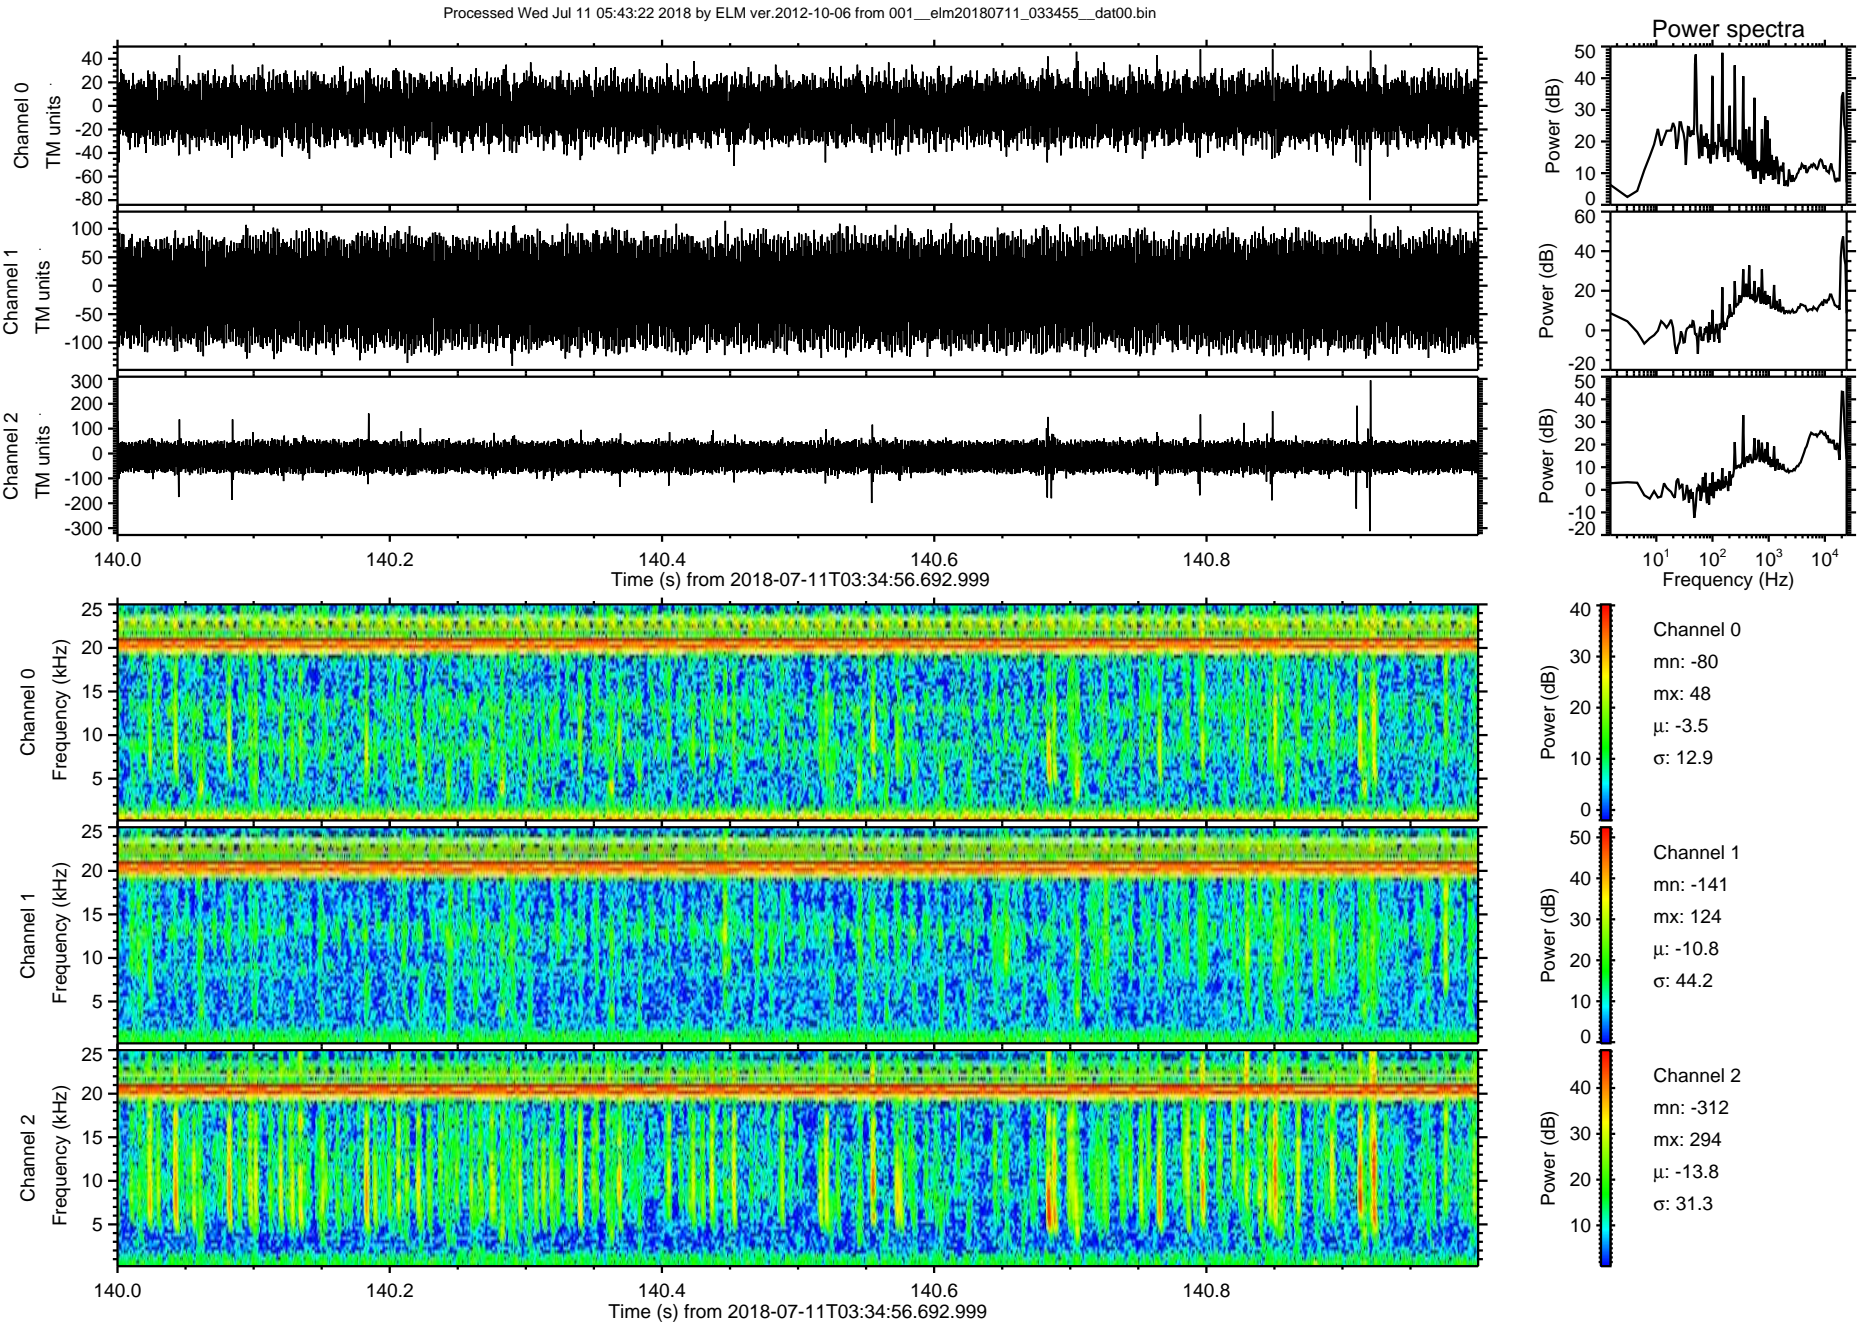 Processed Wed Jul 11 05:43:22 2018 by ELM ver.2012-10-06 from 001__elm20180711_033455__dat00.bin
Power spectra
Channel 0
TM units
40
20
0
-20
-40
-60
-80
Power (dB)
50
40
30
20
10
0
Channel 1
TM units
100
50
0
-50
-100
Power (dB)
60
40
20
0
-20
Channel 2
TM units
300
200
100
0
-100
-200
-300
Power (dB)
50
40
30
20
10
0
-10
-20
140.0 140.2 140.4 140.6 140.8
Time (s) from 2018-07-11T03:34:56.692.999
10¹ 10² 10³ 10⁴
Frequency (Hz)
Channel 0
Frequency (kHz)
25
20
15
10
5
Power (dB)
40
30
20
10
0
Channel 0
mn: -80
mx: 48
μ: -3.5
σ: 12.9
Channel 1
Frequency (kHz)
25
20
15
10
5
Power (dB)
50
40
30
20
10
0
Channel 1
mn: -141
mx: 124
μ: -10.8
σ: 44.2
Channel 2
Frequency (kHz)
25
20
15
10
5
Power (dB)
40
30
20
10
Channel 2
mn: -312
mx: 294
μ: -13.8
σ: 31.3
140.0 140.2 140.4 140.6 140.8
Time (s) from 2018-07-11T03:34:56.692.999